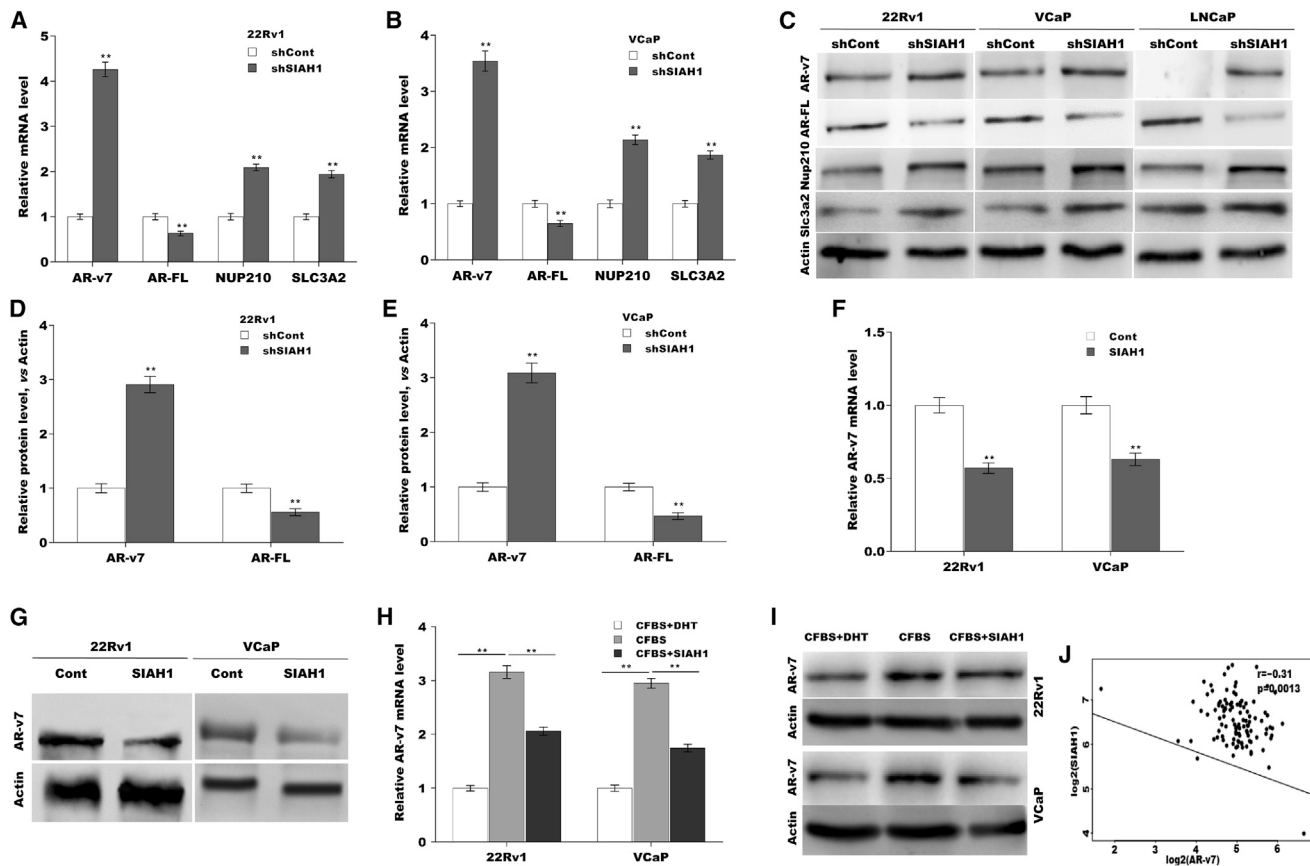 A
22Rv1
shCont
shSIAH1
Relative mRNA level
5
4
3
2
1
0
**
**
**
**
AR-v7 AR-FL NUP210 SLC3A2
B
VCaP
shCont
shSIAH1
Relative mRNA level
4
3
2
1
0
**
**
**
**
AR-v7 AR-FL NUP210 SLC3A2
C
22Rv1 VCaP LNCaP
shCont shSIAH1 shCont shSIAH1 shCont shSIAH1
AR-v7
AR-FL
Nup210
Slc3a2
Actin
D
22Rv1
shCont
shSIAH1
Relative protein level, vs Actin
4
3
2
1
0
**
**
AR-v7 AR-FL
E
VCaP
shCont
shSIAH1
Relative protein level, vs Actin
4
3
2
1
0
**
**
AR-v7 AR-FL
F
Cont
SIAH1
Relative AR-v7 mRNA level
1.5
1.0
0.5
0.0
**
**
22Rv1 VCaP
G
22Rv1 VCaP
Cont SIAH1 Cont SIAH1
AR-v7
Actin
H
CFBS+DHT
CFBS
CFBS+SIAH1
Relative AR-v7 mRNA level
4
3
2
1
0
** **
** **
22Rv1 VCaP
I
CFBS+DHT CFBS CFBS+SIAH1
AR-v7
Actin
22Rv1
AR-v7
Actin
VCaP
J
r=-0.31
p=0.0013
log2(SIAH1)
7
6
5
4
2 3 4 5 6
log2(AR-v7)